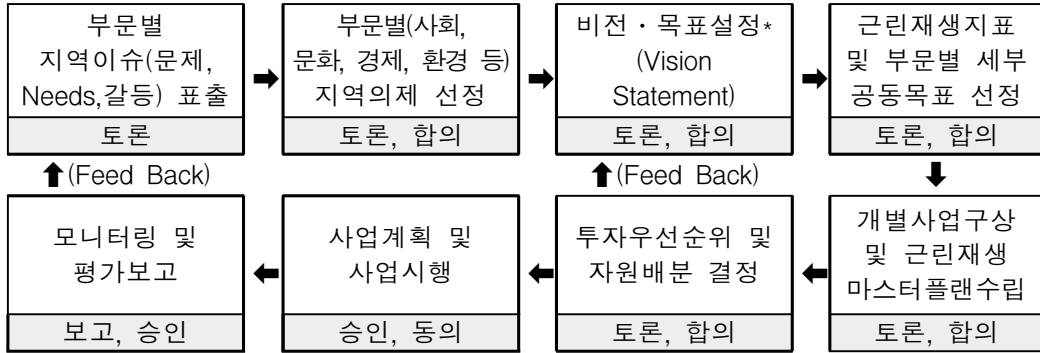 부문별
지역이슈(문제,
Needs,갈등) 표출
토론
부문별(사회,
문화, 경제, 환경 등)
지역의제 선정
토론, 합의
비전・목표설정*
(Vision
Statement)
토론, 합의
근린재생지표
및 부문별 세부
공동목표 선정
토론, 합의
(Feed Back)
(Feed Back)
모니터링 및
평가보고
보고, 승인
사업계획 및
사업시행
승인, 동의
투자우선순위 및
자원배분 결정
토론, 합의
개별사업구상
및 근린재생
마스터플랜수립
토론, 합의